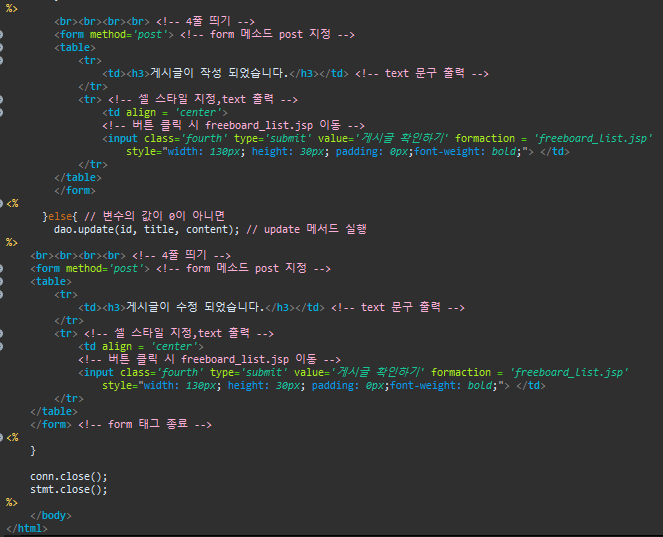 %>
<br><br><br><br> <!-- 4줄 띄기 -->
<form method='post'> <!-- form 메소드 post 지정 -->
<table>
<tr>
<td><h3>게시글이 작성 되었습니다.</h3></td> <!-- text 문구 출력 -->
</tr>
<tr> <!-- 셀 스타일 지정,text 출력 -->
<td align = 'center'>
<!-- 버튼 클릭 시 freeboard_list.jsp 이동 -->
<input class='fourth' type='submit' value='게시글 확인하기' formaction = 'freeboard_list.jsp'
style="width: 130px; height: 30px; padding: 0px;font-weight: bold;"> </td>
</tr>
</table>
</form>
<%
}else{ // 변수의 값이 0이 아니면
dao.update(id, title, content); // update 메서드 실행
%>
<br><br><br><br> <!-- 4줄 띄기 -->
<form method='post'> <!-- form 메소드 post 지정 -->
<table>
<tr>
<td><h3>게시글이 수정 되었습니다.</h3></td> <!-- text 문구 출력 -->
</tr>
<tr> <!-- 셀 스타일 지정,text 출력 -->
<td align = 'center'>
<!-- 버튼 클릭 시 freeboard_list.jsp 이동 -->
<input class='fourth' type='submit' value='게시글 확인하기' formaction = 'freeboard_list.jsp'
style="width: 130px; height: 30px; padding: 0px;font-weight: bold;"> </td>
</tr>
</table>
</form> <!-- form 태그 종료 -->
<%
}
conn.close();
stmt.close();
%>
</body>
</html>